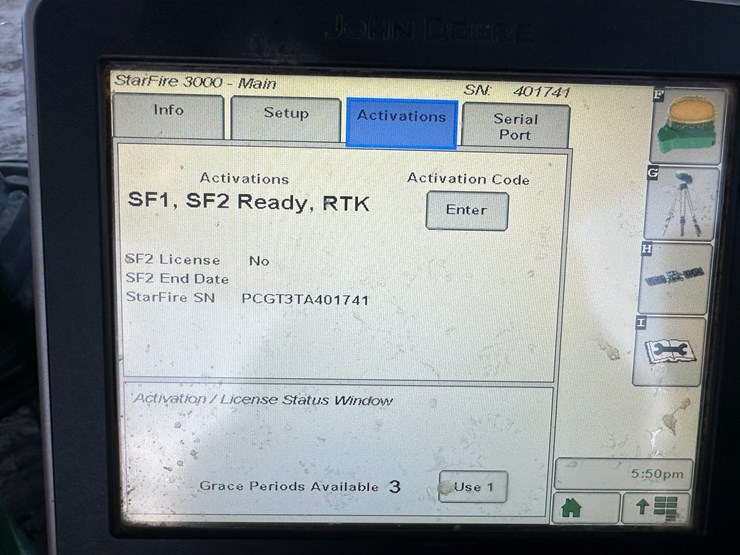 JOHN DEERE
StarFire 3000 - Main
SN: 401741
Info
Setup
Activations
Serial
Port
F
G
H
I
Activations
SF1, SF2 Ready, RTK
Activation Code
Enter
SF2 License No
SF2 End Date
StarFire SN PCGT3TA401741
Activation / License Status Window
Grace Periods Available 3
Use 1
5:50pm